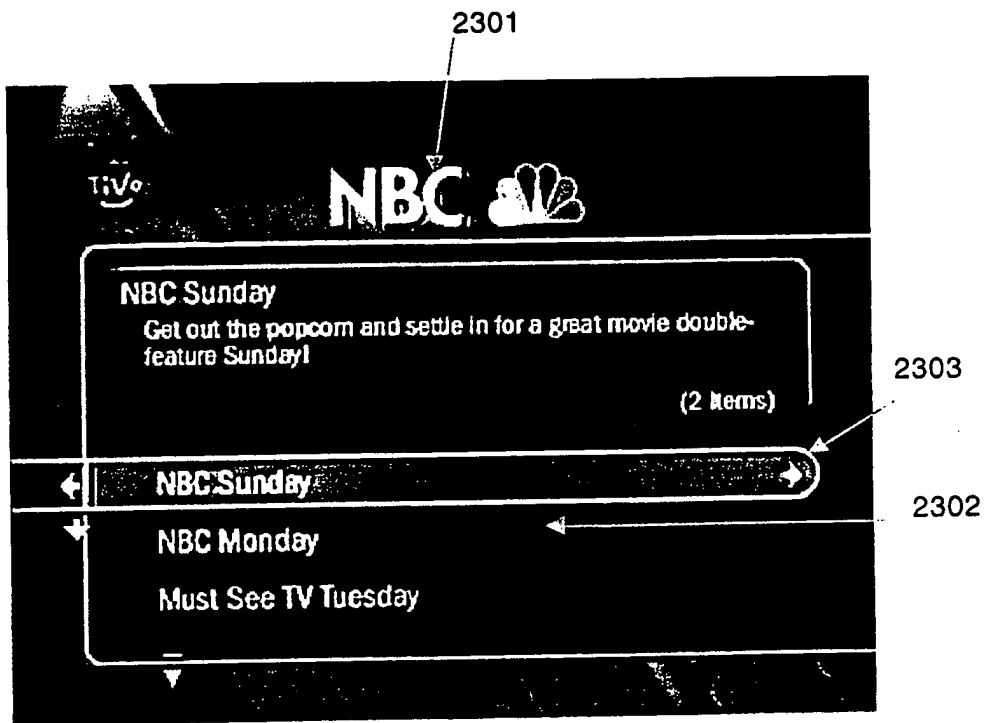 2301
TiVo
NBC
NBC Sunday
Get out the popcorn and settle in for a great movie double-
feature Sunday!
(2 items)
2303
NBC Sunday
2302
NBC Monday
Must See TV Tuesday